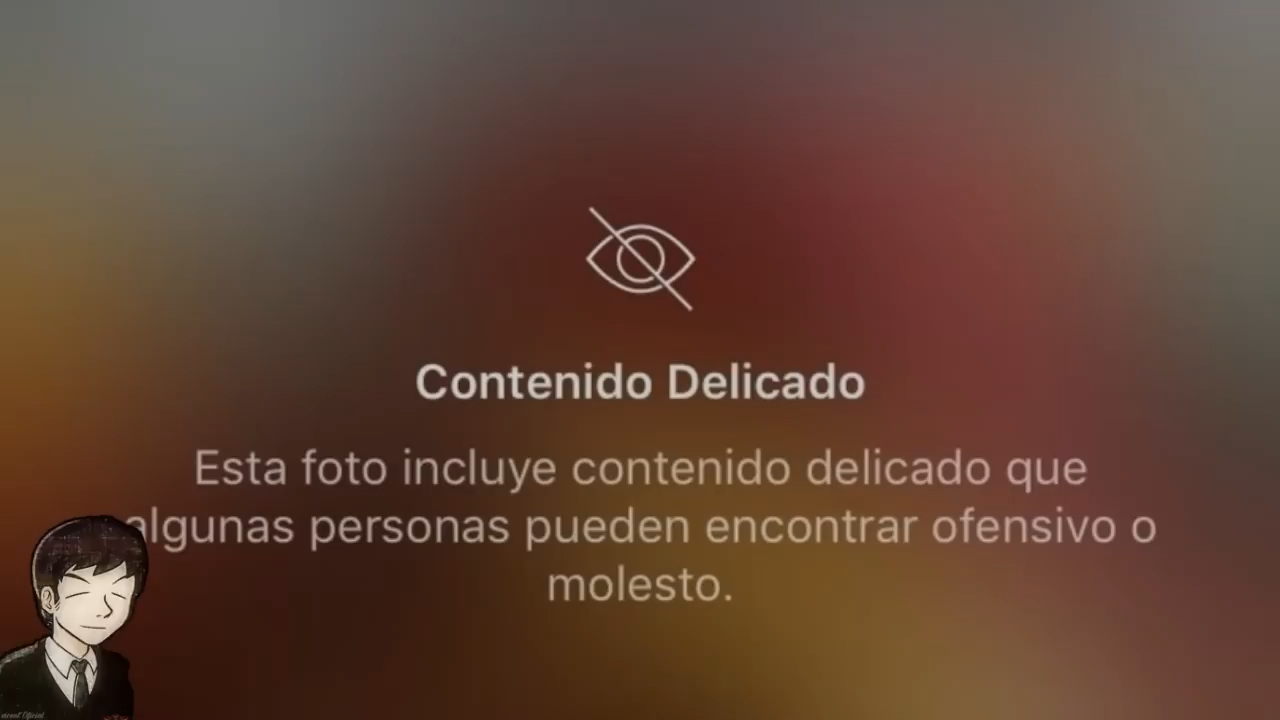 Contenido Delicado
Esta foto incluye contenido delicado que
algunas personas pueden encontrar ofensivo o
molesto.